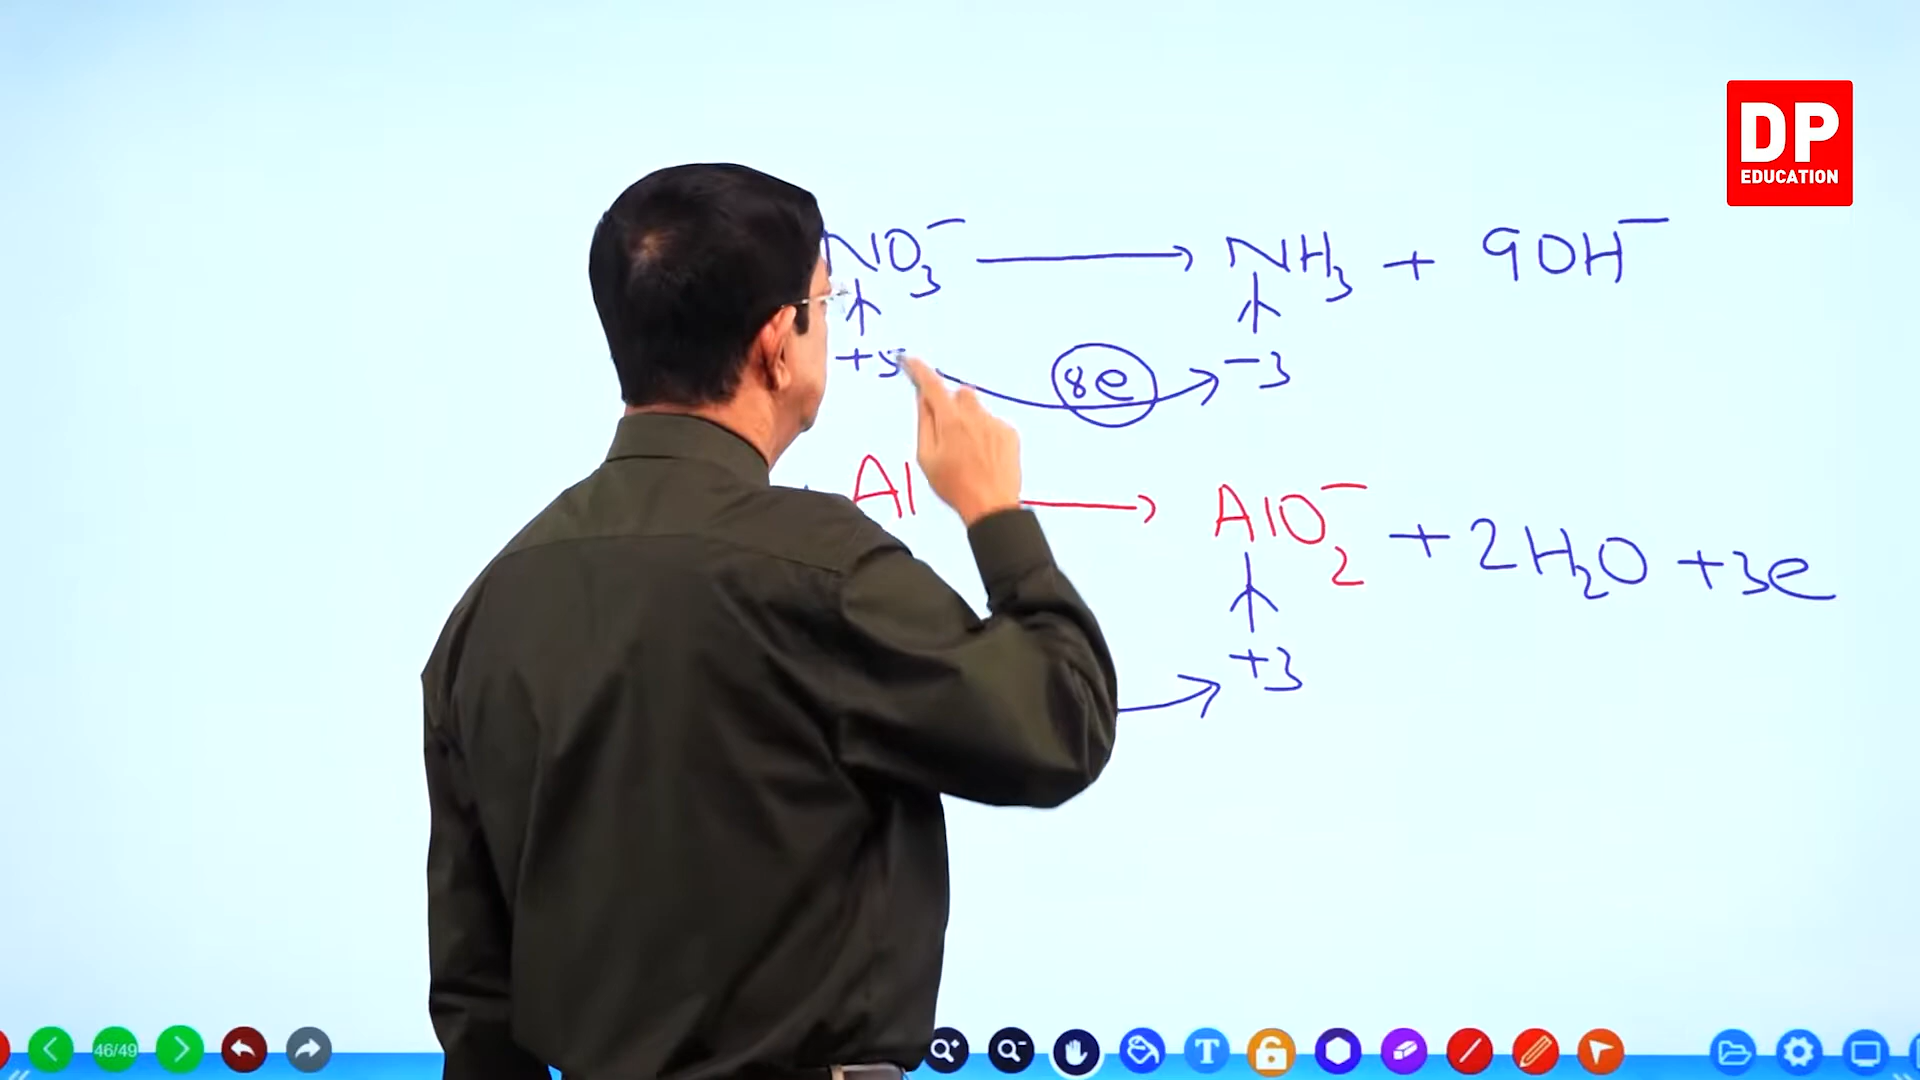 DP
EDUCATION
NO3⁻ → NH3 + 9OH⁻
+5 8e -3
Al → AlO2⁻ + 2H2O + 3e
+3
46/49
T